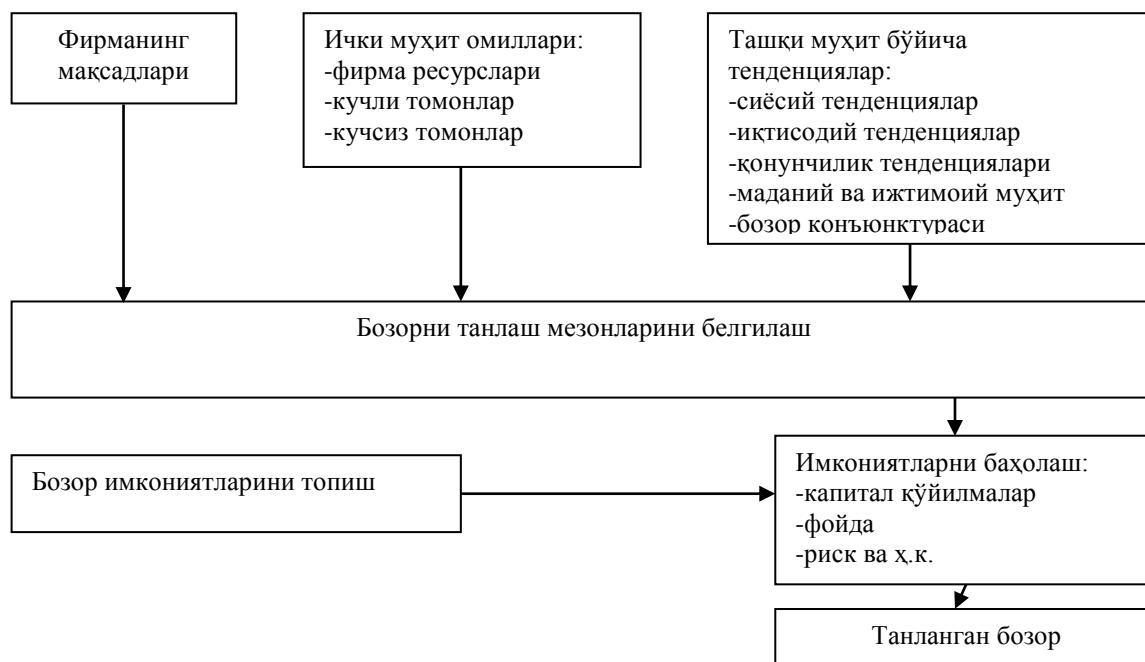 Фирманинг
мақсадлари
Ички муҳит омиллари:
-фирма ресурслари
-кучли томонлар
-кучсиз томонлар
Ташқи муҳит бўйича
тенденциялар:
-сиёсий тенденциялар
-иқтисодий тенденциялар
-қонунчилик тенденциялари
-маданий ва ижтимоий муҳит
-бозор конъюнктураси
Бозорни танлаш мезонларини белгилаш
Бозор имкониятларини топиш
Имкониятларни баҳолаш:
-капитал қўйилмалар
-фойда
-риск ва ҳ.к.
Танланган бозор